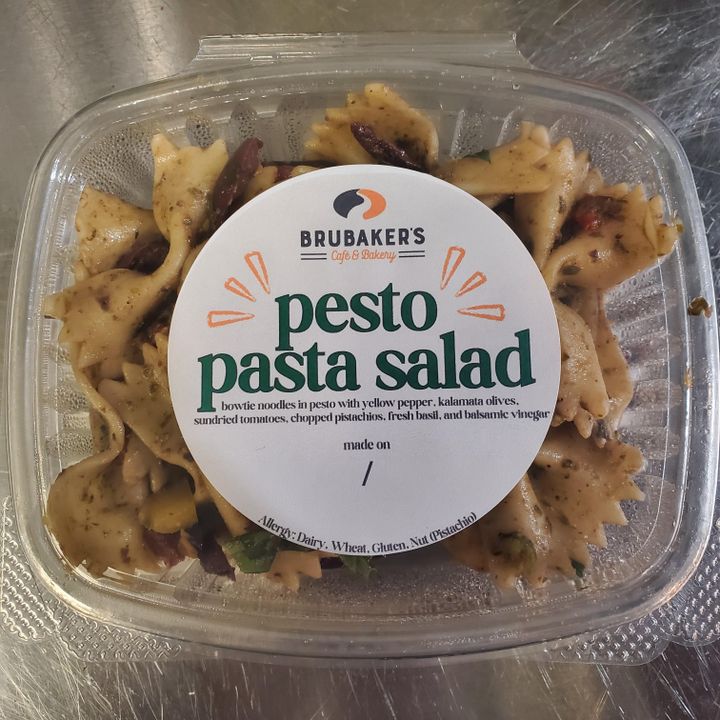 BRUBAKER'S
Café & Bakery
pesto
pasta salad
bowtie noodles in pesto with yellow pepper, kalamata olives,
sundried tomatoes, chopped pistachios, fresh basil, and balsamic vinegar
made on
/
Allergy: Dairy, Wheat, Gluten, Nut (Pistachio)